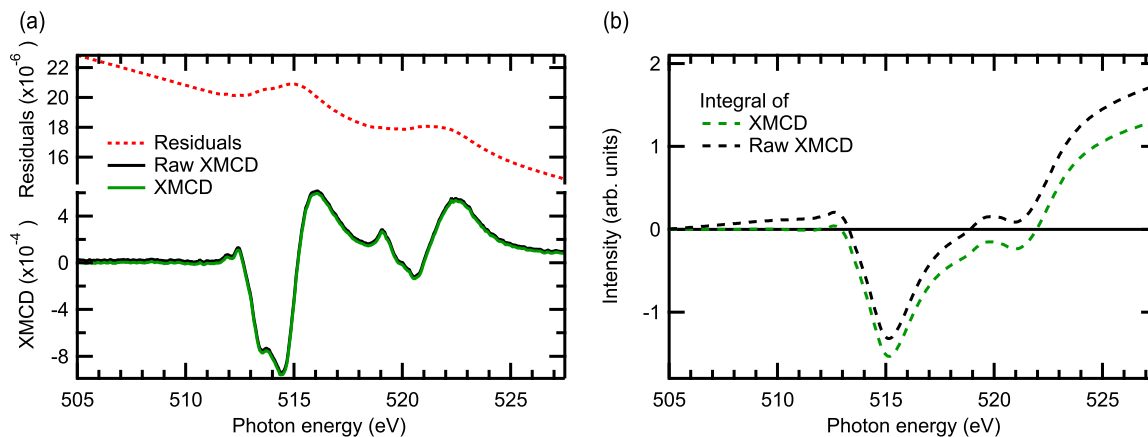 (a)
(b)
Residuals (x10-6)
22
20
18
16
Residuals
Raw XMCD
XMCD
XMCD (x10-4)
4
0
-4
-8
505
510
515
520
525
Photon energy (eV)
Intensity (arb. units)
2
1
0
-1
Integral of
XMCD
Raw XMCD
505
510
515
520
525
Photon energy (eV)